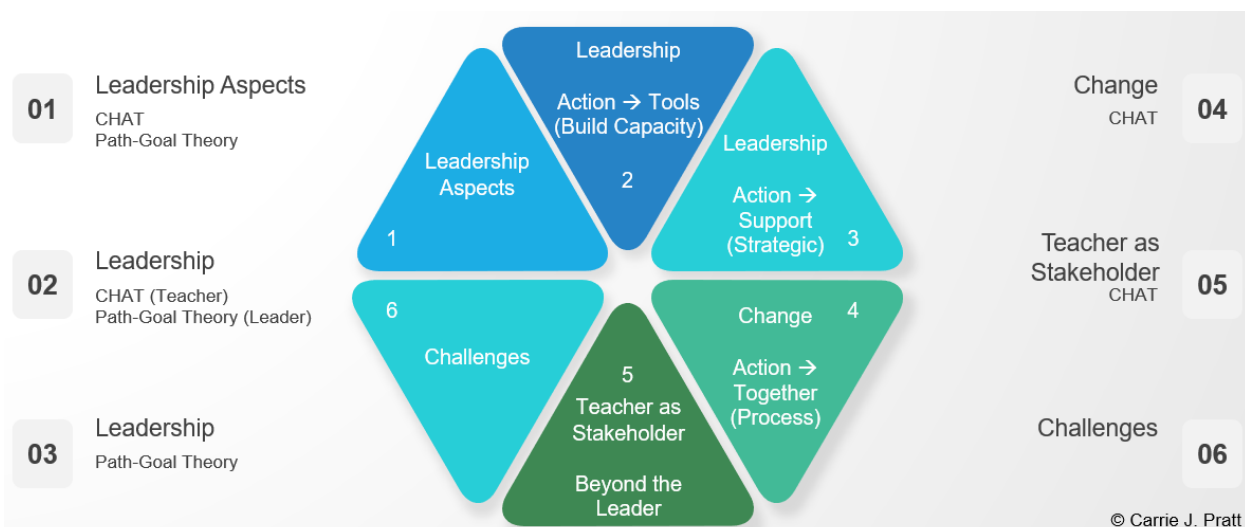 01
Leadership Aspects
CHAT
Path-Goal Theory
02
Leadership
CHAT (Teacher)
Path-Goal Theory (Leader)
03
Leadership
Path-Goal Theory
Leadership
Aspects
1
Leadership
Action → Tools
(Build Capacity)
2
Leadership
Action →
Support
(Strategic)
3
Change
4
Action →
Together
(Process)
5
Teacher as
Stakeholder
Beyond the
Leader
6
Challenges
Change
CHAT
04
Teacher as
Stakeholder
CHAT
05
Challenges
06
© Carrie J. Pratt